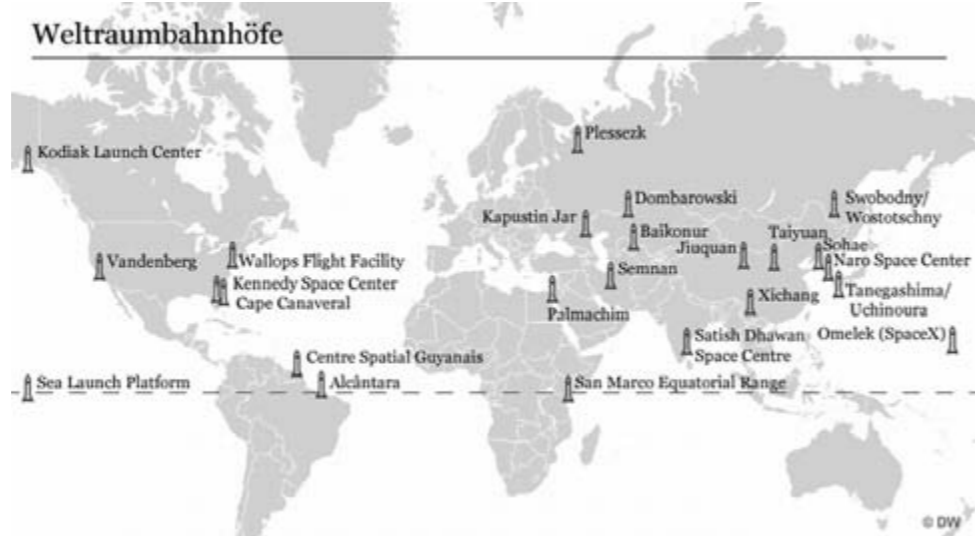 Weltraumbahnhöfe
Plessezk
Kodiak Launch Center
Dombarowski
Swobodny/
Wostotschny
Kapustin Jar
Baikonur
Taiyuan
Jiuquan
Sohae
Vandenberg
Wallops Flight Facility
Semnan
Naro Space Center
Kennedy Space Center
Cape Canaveral
Palmachim
Xichang
Tanegashima/
Uchinoura
Satish Dhawan
Space Centre
Omelek (SpaceX)
Centre Spatial Guyanais
Sea Launch Platform
Alcântara
San Marco Equatorial Range
© DW